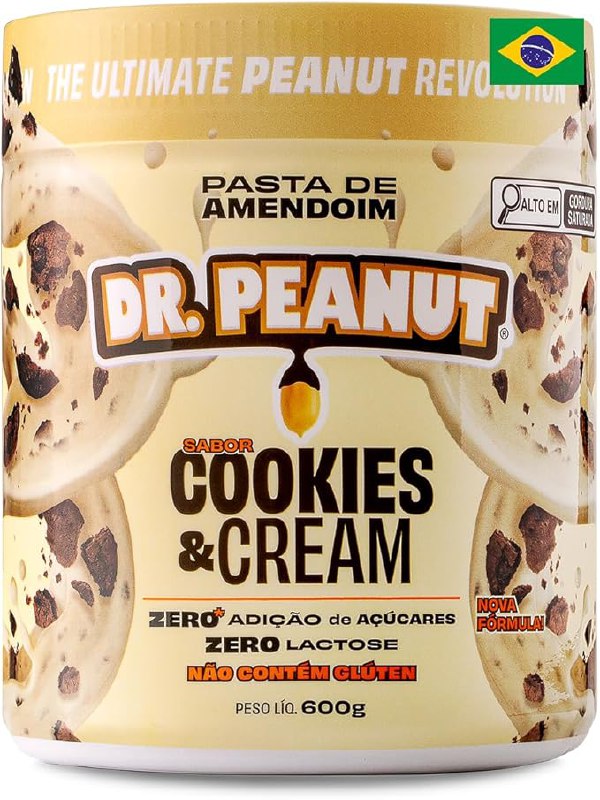 THE ULTIMATE PEANUT REVOLUTION
PASTA DE
AMENDOIM
ALTO EM
GORDURA
SATURADA
DR. PEANUT®
SABOR
COOKIES
&CREAM
ZERO* ADIÇÃO de AÇÚCARES
ZERO LACTOSE
NOVA
FÓRMULA!
NÃO CONTÉM GLÚTEN
PESO LÍQ. 600g